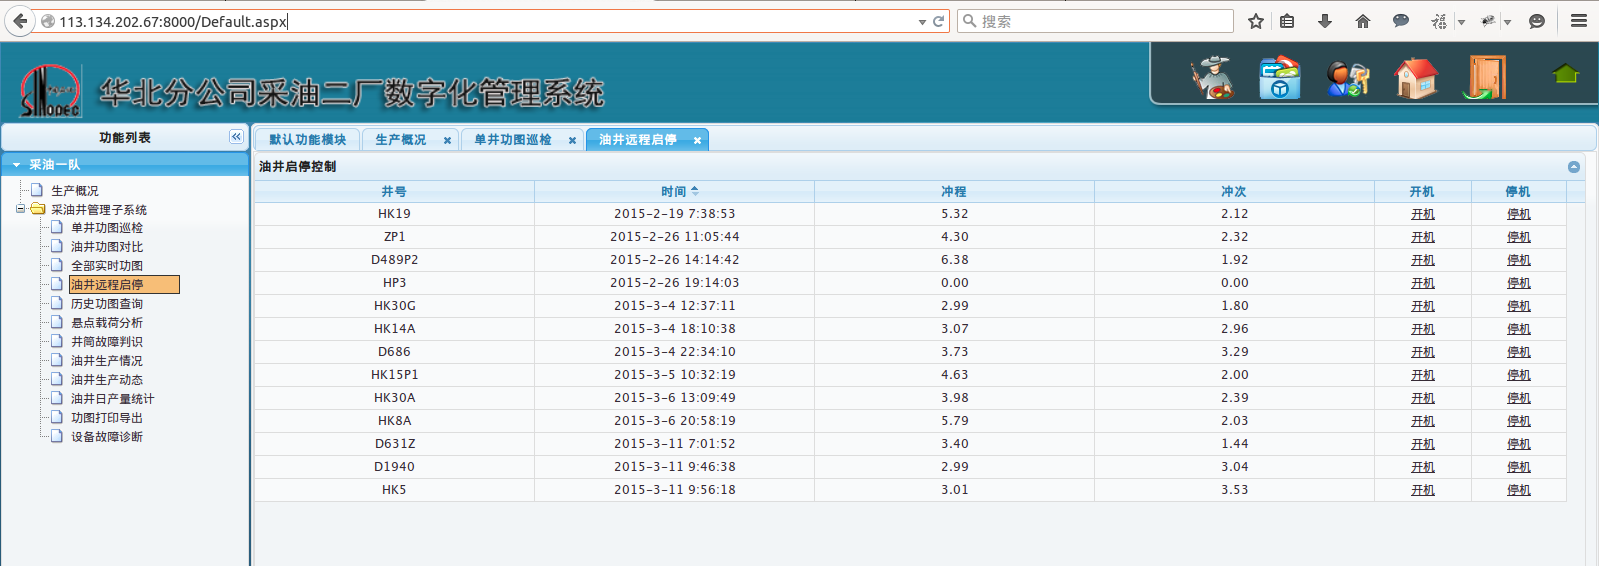 113.134.202.67:8000/Default.aspx
搜索
SINOPEC
华北分公司采油二厂数字化管理系统
功能列表
默认功能模块 生产概况 单井功图巡检 油井远程启停
采油一队
生产概况
采油井管理子系统
单井功图巡检
油井功图对比
全部实时功图
油井远程启停
历史功图查询
悬点载荷分析
井筒故障判识
油井生产情况
油井生产动态
油井日产量统计
功图打印导出
设备故障诊断
油井启停控制
井号 时间 冲程 冲次 开机 停机
HK19 2015-2-19 7:38:53 5.32 2.12 开机 停机
ZP1 2015-2-26 11:05:44 4.30 2.32 开机 停机
D489P2 2015-2-26 14:14:42 6.38 1.92 开机 停机
HP3 2015-2-26 19:14:03 0.00 0.00 开机 停机
HK30G 2015-3-4 12:37:11 2.99 1.80 开机 停机
HK14A 2015-3-4 18:10:38 3.07 2.96 开机 停机
D686 2015-3-4 22:34:10 3.73 3.29 开机 停机
HK15P1 2015-3-5 10:32:19 4.63 2.00 开机 停机
HK30A 2015-3-6 13:09:49 3.98 2.39 开机 停机
HK8A 2015-3-6 20:58:19 5.79 2.03 开机 停机
D631Z 2015-3-11 7:01:52 3.40 1.44 开机 停机
D1940 2015-3-11 9:46:38 2.99 3.04 开机 停机
HK5 2015-3-11 9:56:18 3.01 3.53 开机 停机